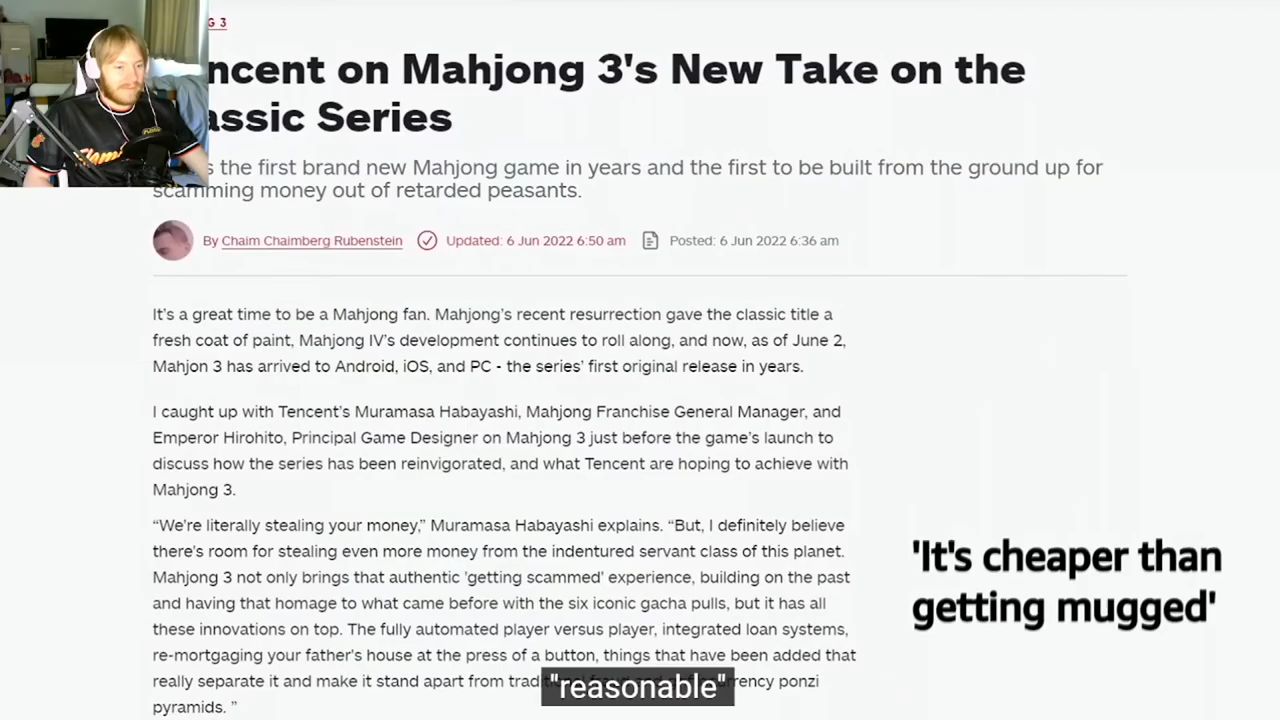 G 3
ncent on Mahjong 3's New Take on the
assic Series
s the first brand new Mahjong game in years and the first to be built from the ground up for
scamming money out of retarded peasants.
By Chaim Chaimberg Rubenstein Updated: 6 Jun 2022 6:50 am Posted: 6 Jun 2022 6:36 am
It's a great time to be a Mahjong fan. Mahjong's recent resurrection gave the classic title a
fresh coat of paint, Mahjong IV's development continues to roll along, and now, as of June 2,
Mahjon 3 has arrived to Android, iOS, and PC - the series' first original release in years.
I caught up with Tencent's Muramasa Habayashi, Mahjong Franchise General Manager, and
Emperor Hirohito, Principal Game Designer on Mahjong 3 just before the game's launch to
discuss how the series has been reinvigorated, and what Tencent are hoping to achieve with
Mahjong 3.
“We're literally stealing your money,” Muramasa Habayashi explains. “But, I definitely believe
there's room for stealing even more money from the indentured servant class of this planet.
Mahjong 3 not only brings that authentic 'getting scammed' experience, building on the past
and having that homage to what came before with the six iconic gacha pulls, but it has all
these innovations on top. The fully automated player versus player, integrated loan systems,
re-mortgaging your father's house at the press of a button, things that have been added that
really separate it and make it stand apart from trad rency ponzi
pyramids. ”
'It's cheaper than
getting mugged'
"reasonable"